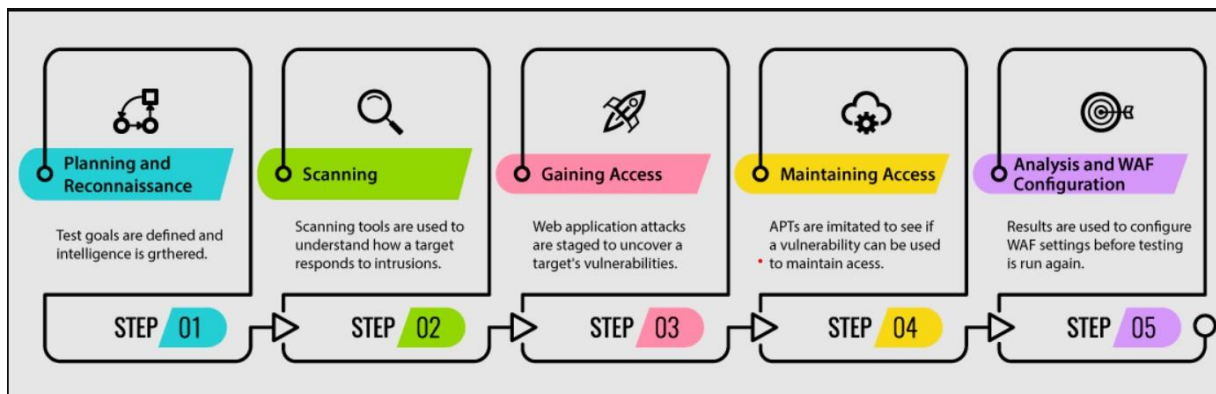 Planning and
Reconnaissance
Test goals are defined and
intelligence is grthered.
STEP 01
Scanning
Scanning tools are used to
understand how a target
responds to intrusions.
STEP 02
Gaining Access
Web application attacks
are staged to uncover a
target's vulnerabilities.
STEP 03
Maintaining Access
APTs are imitated to see if
a vulnerability can be used
to maintain acess.
STEP 04
Analysis and WAF
Configuration
Results are used to configure
WAF settings before testing
is run again.
STEP 05